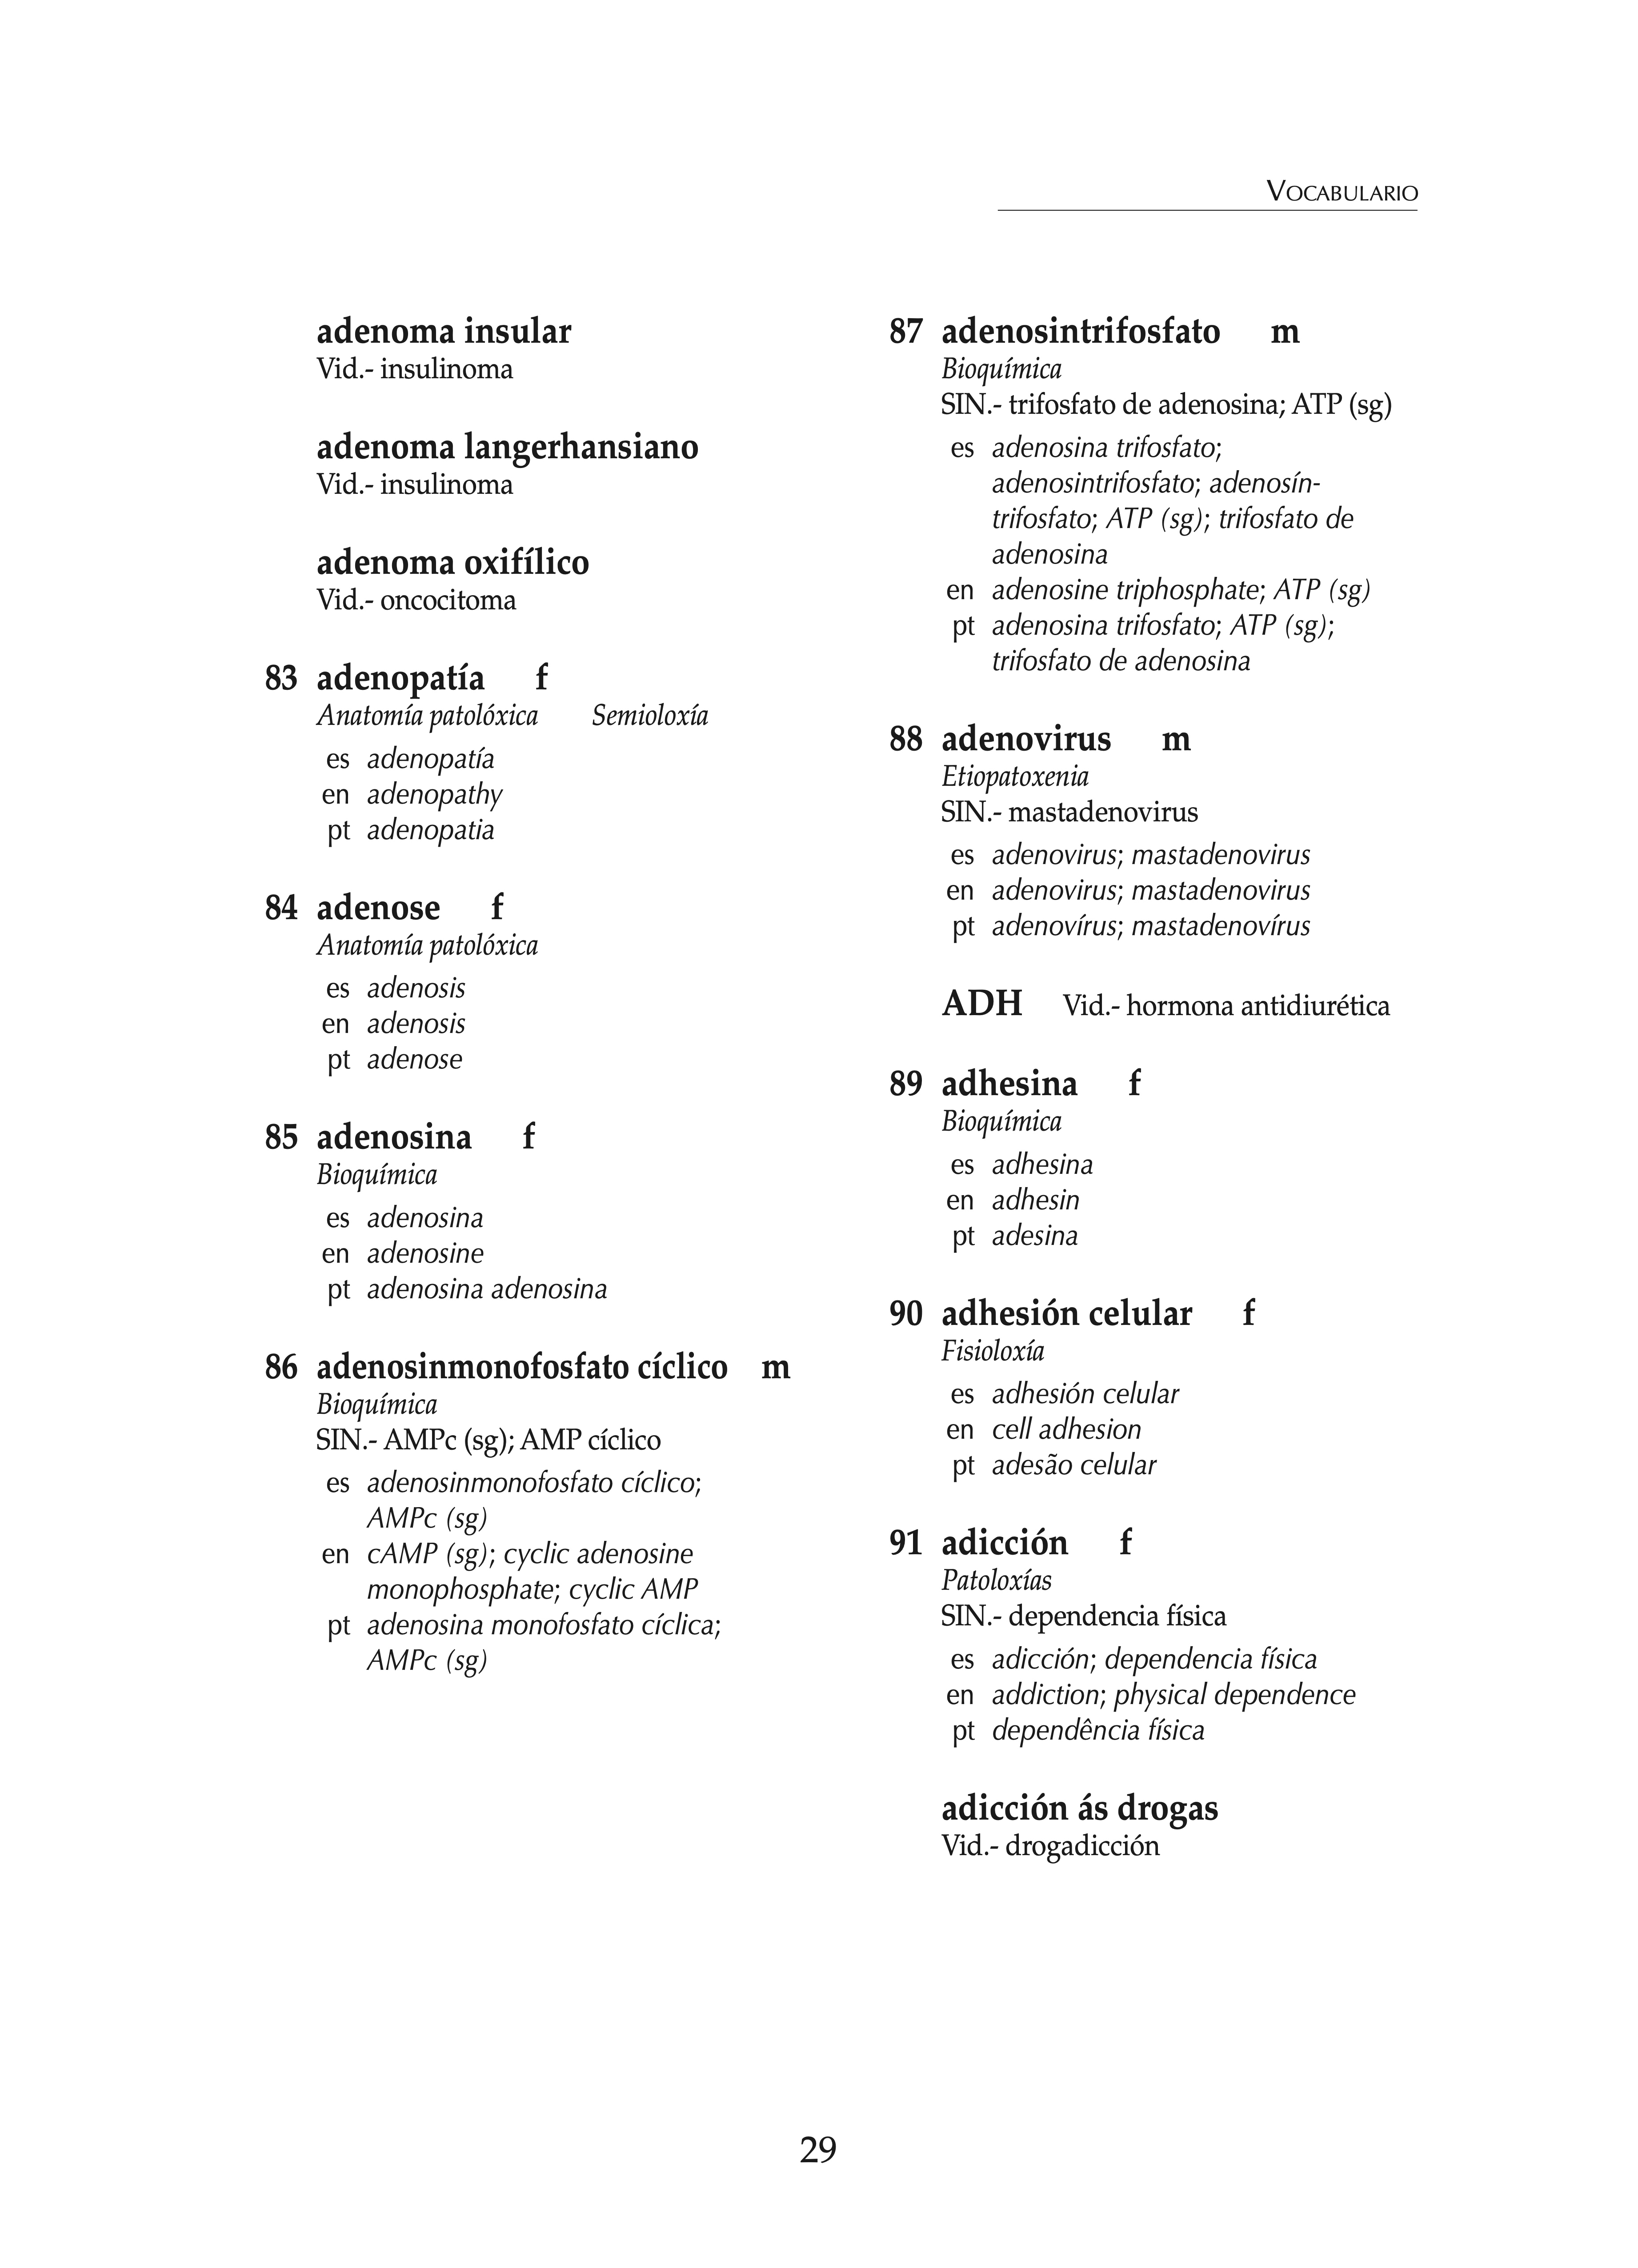 VOCABULARIO
adenoma insular
Vid.- insulinoma
adenoma langerhansiano
Vid.- insulinoma
adenoma oxifílico
Vid.- oncocitoma
83 adenopatía f
Anatomía patolóxica Semioloxía
es adenopatía
en adenopathy
pt adenopatia
84 adenose f
Anatomía patolóxica
es adenosis
en adenosis
pt adenose
85 adenosina f
Bioquímica
es adenosina
en adenosine
pt adenosina adenosina
86 adenosinmonofosfato cíclico m
Bioquímica
SIN.- AMPc (sg); AMP cíclico
es adenosinmonofosfato cíclico;
AMPc (sg)
en cAMP (sg); cyclic adenosine
monophosphate; cyclic AMP
pt adenosina monofosfato cíclica;
AMPc (sg)
87 adenosintrifosfato m
Bioquímica
SIN.- trifosfato de adenosina; ATP (sg)
es adenosina trifosfato;
adenosintrifosfato; adenosín-
trifosfato; ATP (sg); trifosfato de
adenosina
en adenosine triphosphate; ATP (sg)
pt adenosina trifosfato; ATP (sg);
trifosfato de adenosina
88 adenovirus m
Etiopatoxenia
SIN.- mastadenovirus
es adenovirus; mastadenovirus
en adenovirus; mastadenovirus
pt adenovírus; mastadenovírus
ADH Vid.- hormona antidiurética
89 adhesina f
Bioquímica
es adhesina
en adhesin
pt adesina
90 adhesión celular f
Fisioloxía
es adhesión celular
en cell adhesion
pt adesão celular
91 adicción f
Patoloxías
SIN.- dependencia física
es adicción; dependencia física
en addiction; physical dependence
pt dependência física
adicción ás drogas
Vid.- drogadicción
29